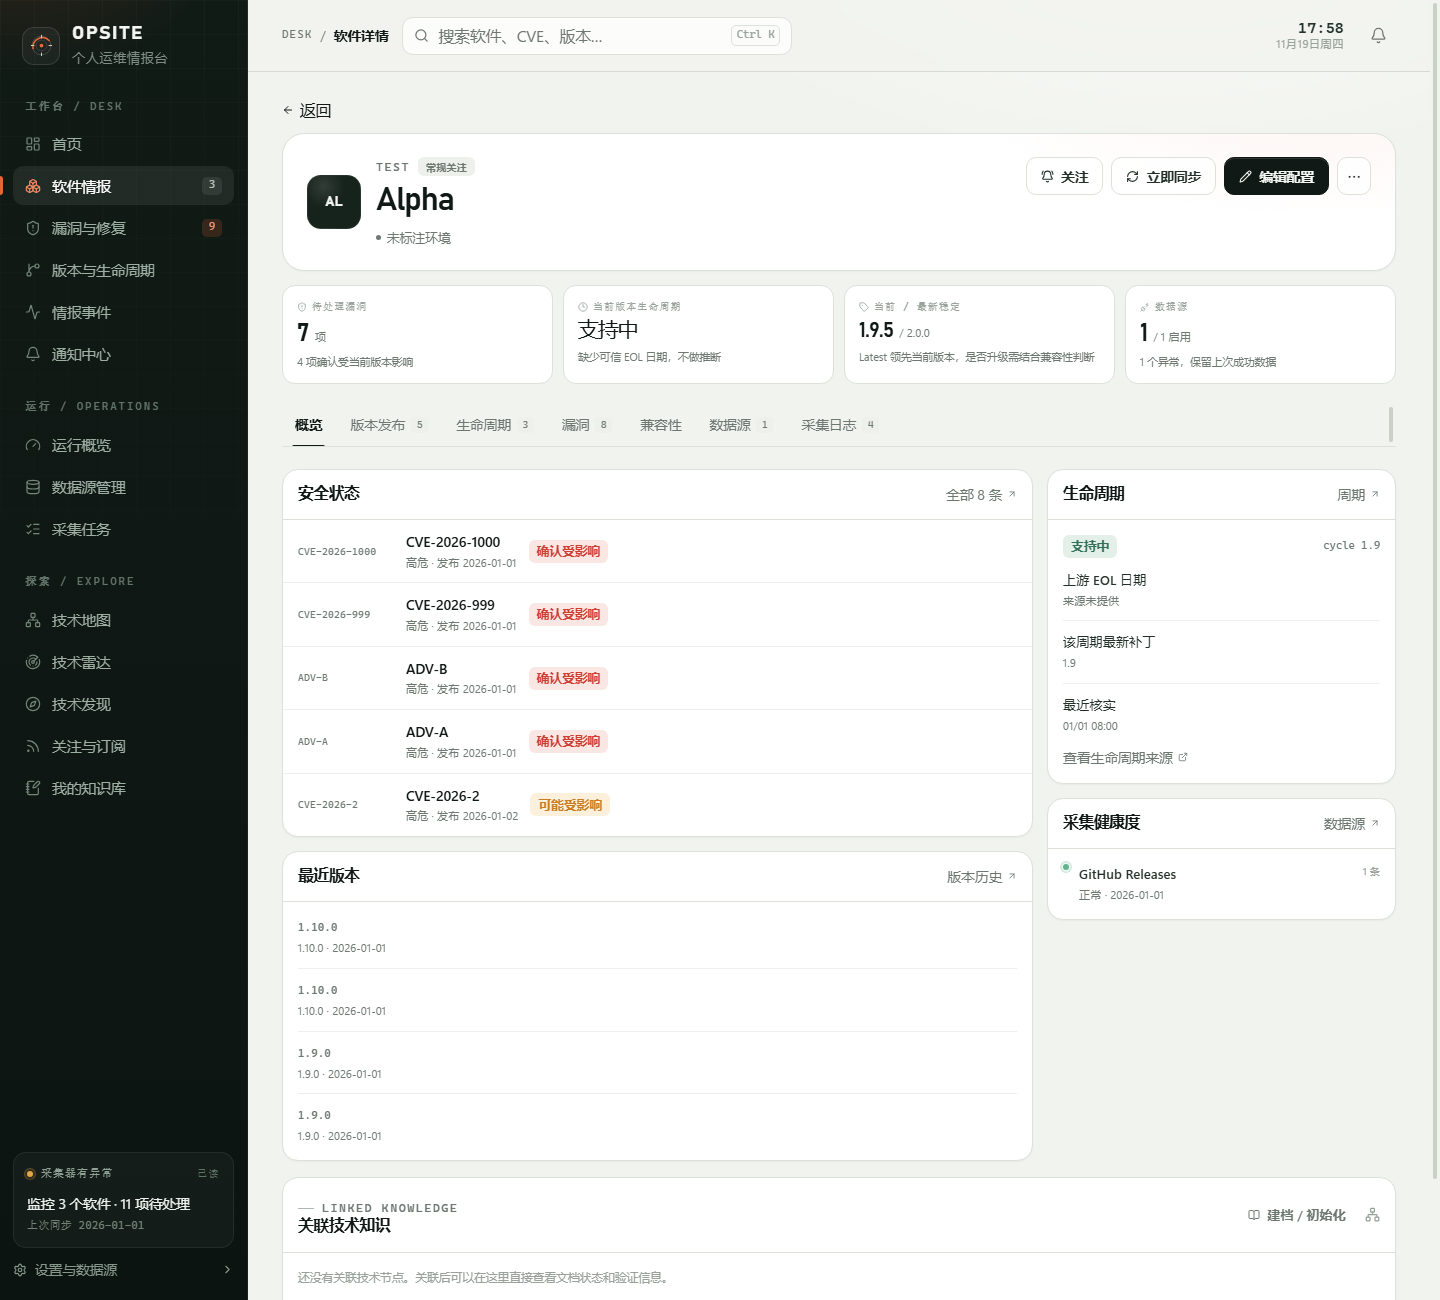 OPSITE
个人运维情报台
工作台 / DESK
首页
软件情报 3
漏洞与修复 9
版本与生命周期
情报事件
通知中心
运行 / OPERATIONS
运行概览
数据源管理
采集任务
探索 / EXPLORE
技术地图
技术雷达
技术发现
关注与订阅
我的知识库
采集器有异常 已读
监控 3 个软件 · 11 项待处理
上次同步 2026-01-01
设置与数据源
DESK / 软件详情
搜索软件、CVE、版本... Ctrl K
17:58
11月19日周四
返回
AL
TEST 常规关注
Alpha
未标注环境
关注 立即同步 编辑配置 ...
待处理漏洞
7 项
4 项确认受当前版本影响
当前版本生命周期
支持中
缺少可信 EOL 日期，不做推断
当前 / 最新稳定
1.9.5 / 2.0.0
Latest 领先当前版本，是否升级需结合兼容性判断
数据源
1 / 1 启用
1 个异常，保留上次成功数据
概览 版本发布 5 生命周期 3 漏洞 8 兼容性 数据源 1 采集日志 4
安全状态 全部 8 条
CVE-2026-1000 CVE-2026-1000 确认受影响
高危 · 发布 2026-01-01
CVE-2026-999 CVE-2026-999 确认受影响
高危 · 发布 2026-01-01
ADV-B ADV-B 确认受影响
高危 · 发布 2026-01-01
ADV-A ADV-A 确认受影响
高危 · 发布 2026-01-01
CVE-2026-2 CVE-2026-2 可能受影响
高危 · 发布 2026-01-02
最近版本 版本历史
1.10.0
1.10.0 · 2026-01-01
1.10.0
1.10.0 · 2026-01-01
1.9.0
1.9.0 · 2026-01-01
1.9.0
1.9.0 · 2026-01-01
生命周期 周期
支持中 cycle 1.9
上游 EOL 日期
来源未提供
该周期最新补丁
1.9
最近核实
01/01 08:00
查看生命周期来源
采集健康度 数据源
GitHub Releases 1 条
正常 · 2026-01-01
LINKED KNOWLEDGE
关联技术知识
建档 / 初始化
还没有关联技术节点。关联后可以在这里直接查看文档状态和验证信息。